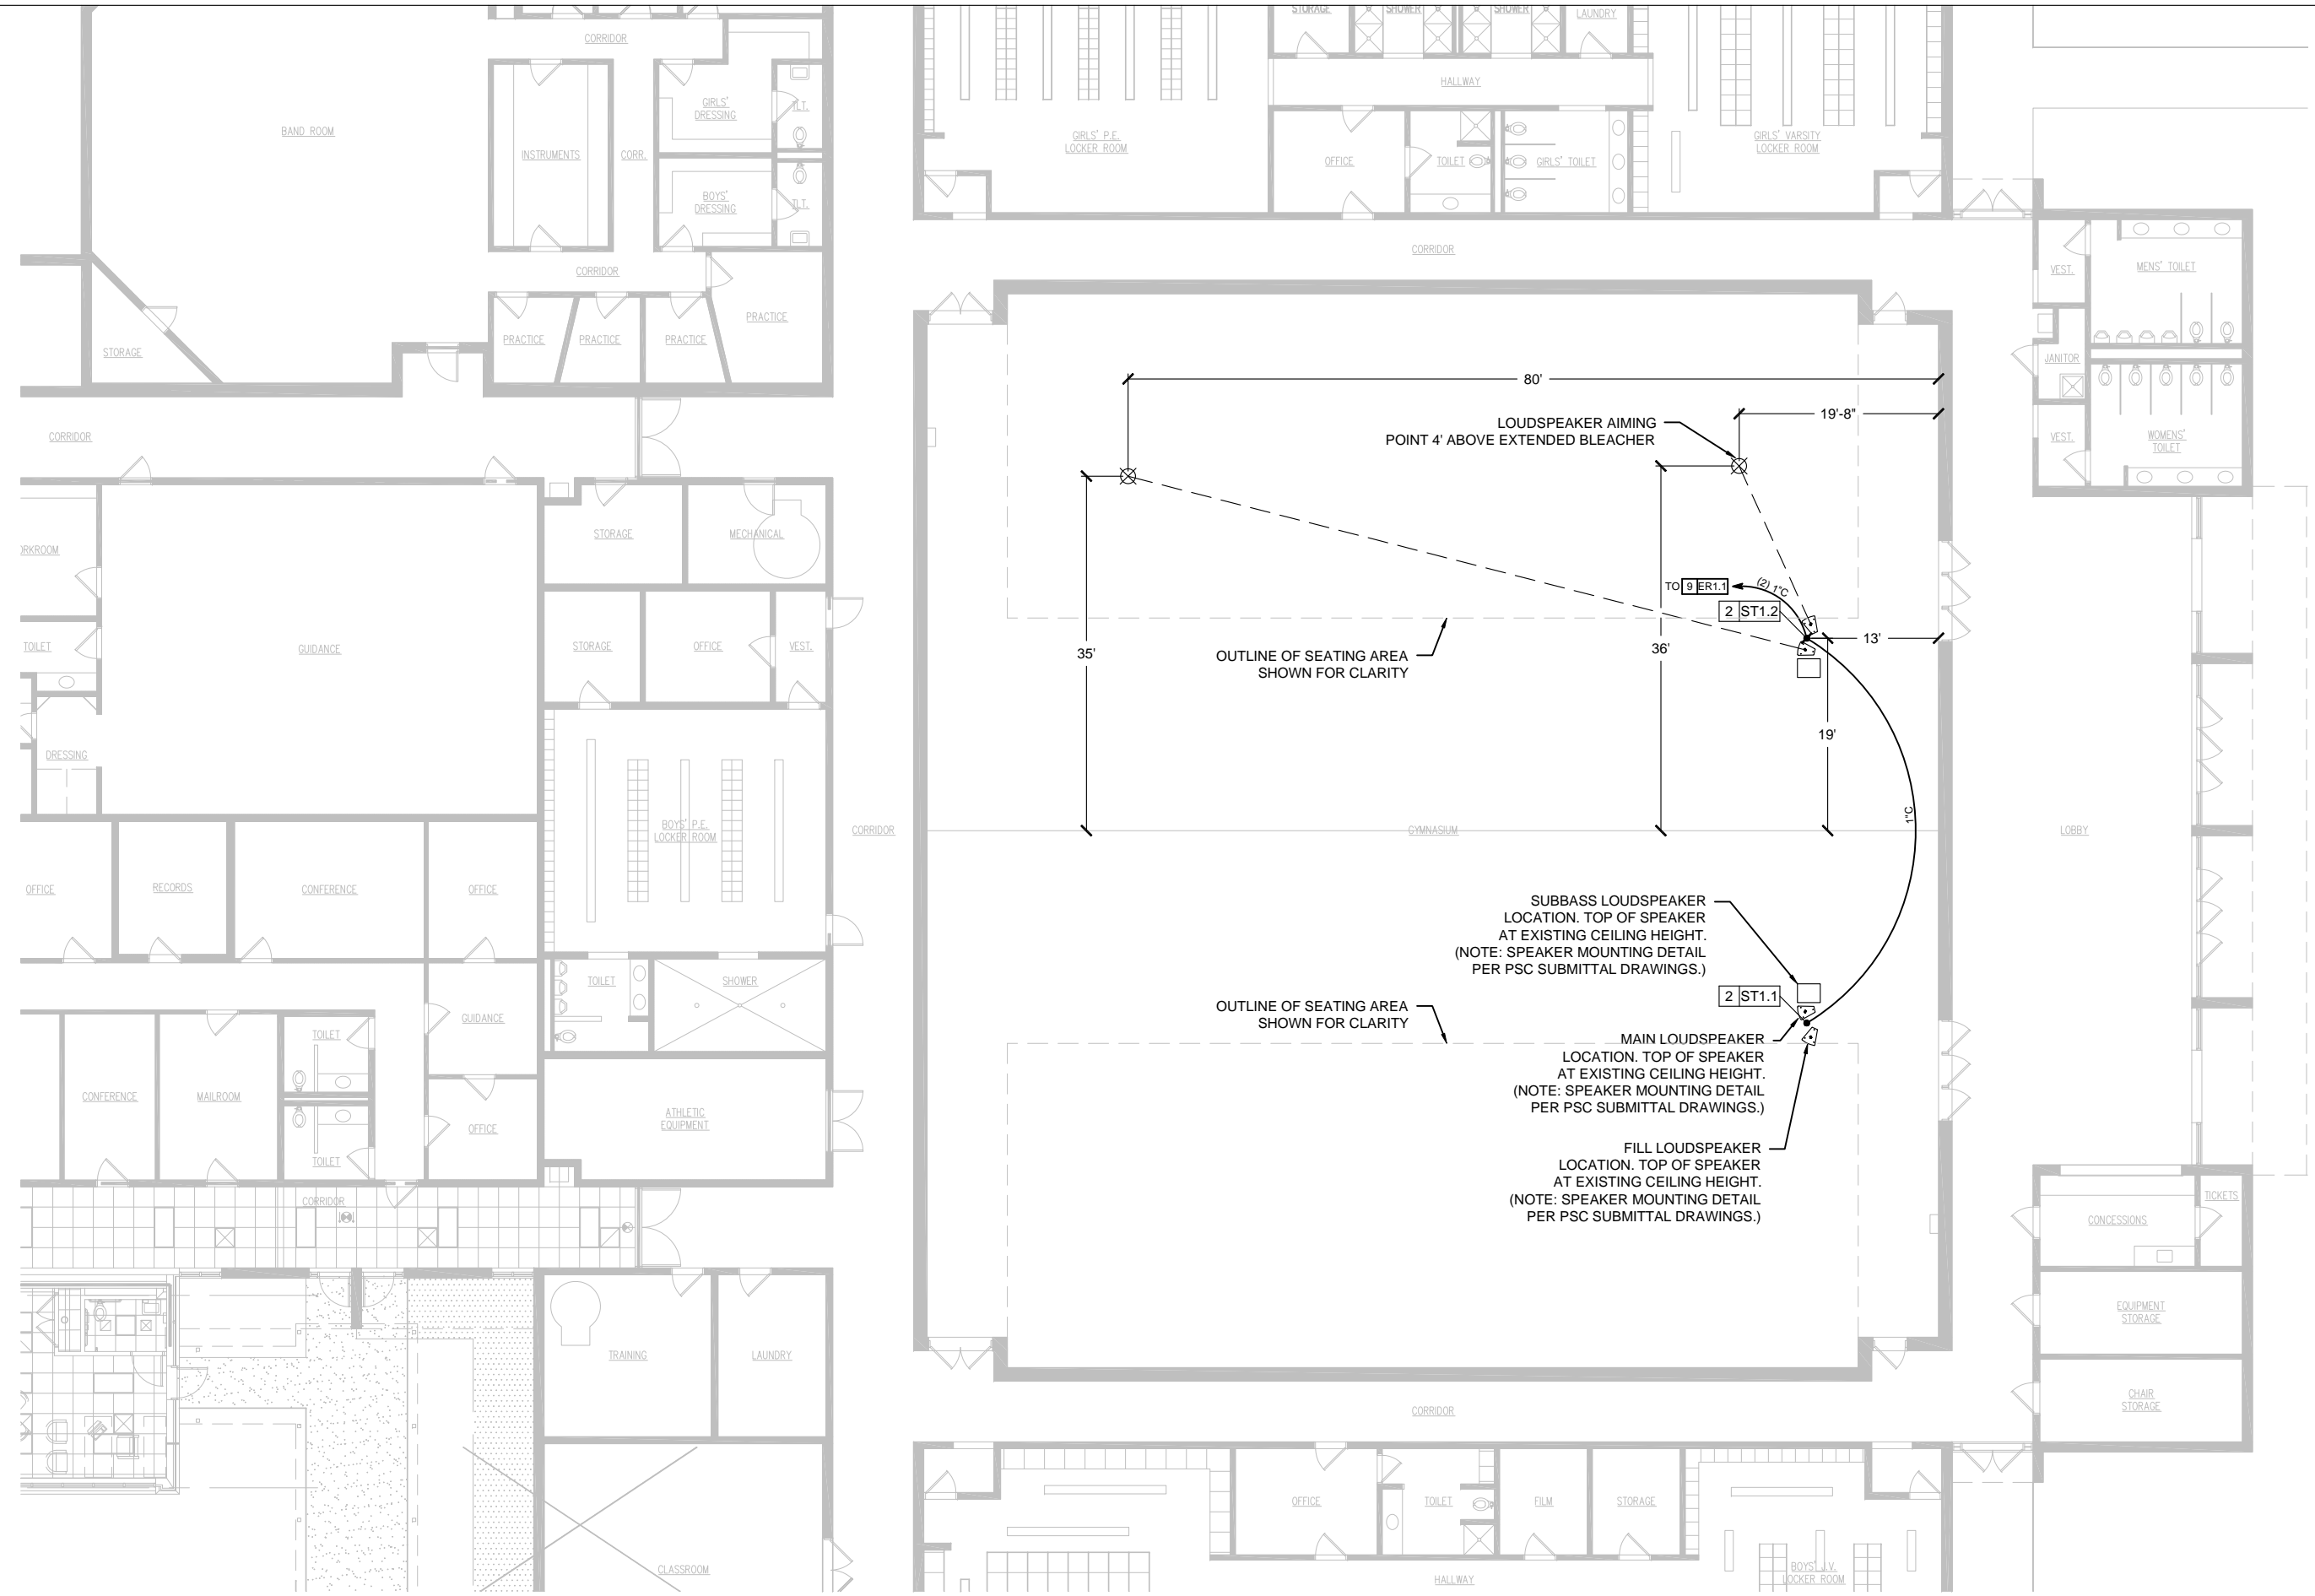 STORAGE
SHOWER
SHOWER
LAUNDRY
CORRIDOR
HALLWAY
BAND ROOM
INSTRUMENTS
CORR.
GIRLS'
DRESSING
TLT.
BOYS'
DRESSING
TLT.
GIRLS' P.E.
LOCKER ROOM
OFFICE
TOILET
GIRLS' TOILET
GIRLS' VARSITY
LOCKER ROOM
CORRIDOR
CORRIDOR
VEST.
MENS' TOILET
STORAGE
PRACTICE
PRACTICE
PRACTICE
PRACTICE
JANITOR
80'
19'-8"
LOUDSPEAKER AIMING
POINT 4' ABOVE EXTENDED BLEACHER
CORRIDOR
VEST.
WOMENS'
TOILET
STORAGE
MECHANICAL
TO 9 ER1.1
(2) 1"C
2 ST1.2
13'
35'
36'
19'
OUTLINE OF SEATING AREA
SHOWN FOR CLARITY
TOILET
GUIDANCE
STORAGE
OFFICE
VEST.
DRESSING
BOYS' P.E.
LOCKER ROOM
CORRIDOR
GYMNASIUM
1"C
LOBBY
OFFICE
RECORDS
CONFERENCE
OFFICE
SUBBASS LOUDSPEAKER
LOCATION. TOP OF SPEAKER
AT EXISTING CEILING HEIGHT.
(NOTE: SPEAKER MOUNTING DETAIL
PER PSC SUBMITTAL DRAWINGS.)
TOILET
SHOWER
2 ST1.1
OUTLINE OF SEATING AREA
SHOWN FOR CLARITY
GUIDANCE
TOILET
MAIN LOUDSPEAKER
LOCATION. TOP OF SPEAKER
AT EXISTING CEILING HEIGHT.
(NOTE: SPEAKER MOUNTING DETAIL
PER PSC SUBMITTAL DRAWINGS.)
CONFERENCE
MAILROOM
OFFICE
ATHLETIC
EQUIPMENT
TOILET
FILL LOUDSPEAKER
LOCATION. TOP OF SPEAKER
AT EXISTING CEILING HEIGHT.
(NOTE: SPEAKER MOUNTING DETAIL
PER PSC SUBMITTAL DRAWINGS.)
CORRIDOR
TICKETS
CONCESSIONS
EQUIPMENT
STORAGE
TRAINING
LAUNDRY
CHAIR
STORAGE
CORRIDOR
OFFICE
TOILET
FILM
STORAGE
CLASSROOM
HALLWAY
BOYS' J.V.
LOCKER ROOM